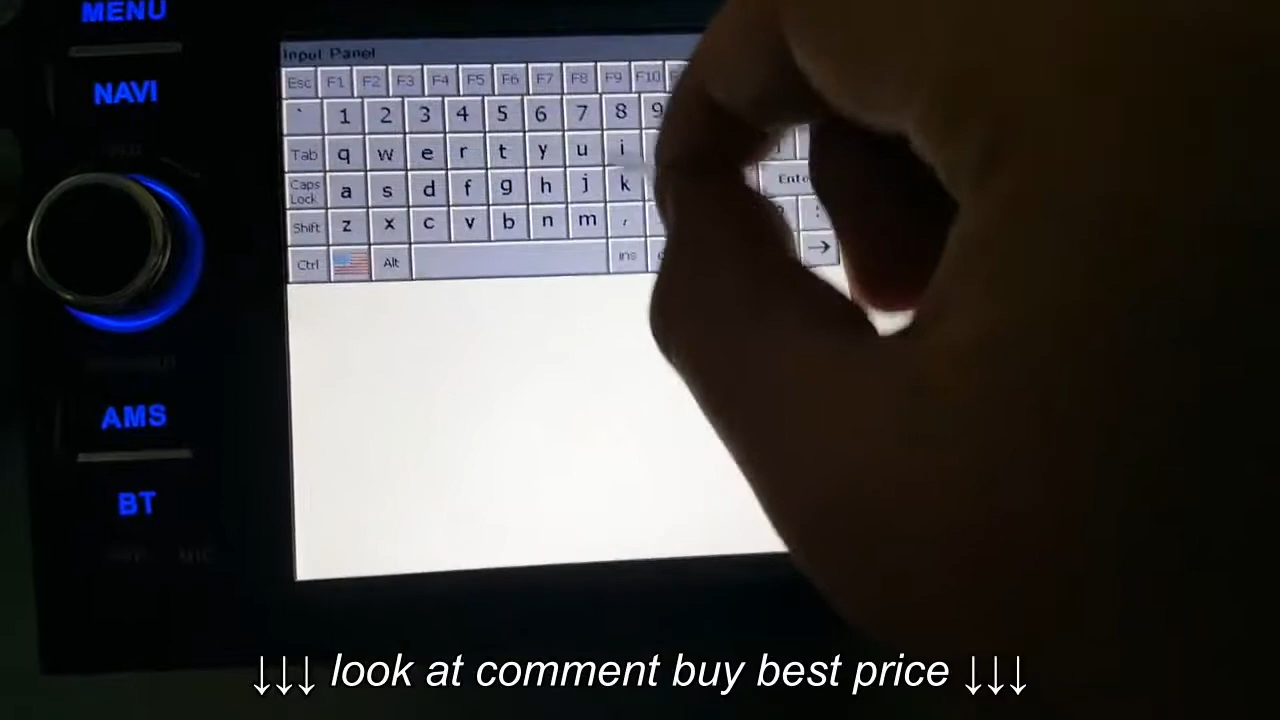 MENU
NAVI
AMS
BT
MIC
Input Panel
Esc F1 F2 F3 F4 F5 F6 F7 F8 F9 F10
` 1 2 3 4 5 6 7 8 9
Tab q w e r t y u i
Caps Lock a s d f g h j k Ente
Shift z x c v b n m ,
Ctrl Alt ins →
↓↓↓ look at comment buy best price ↓↓↓